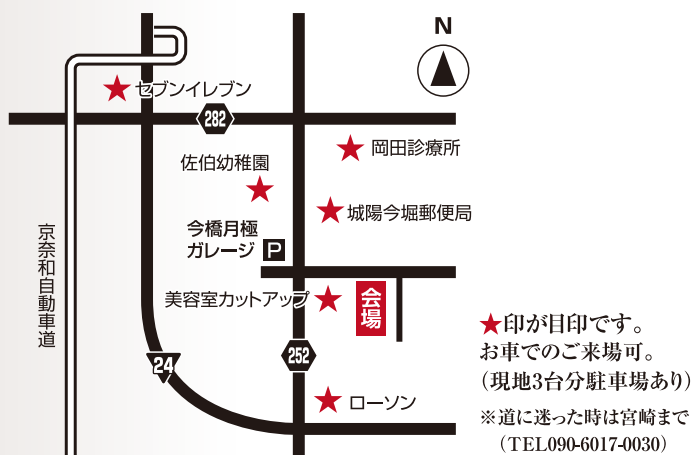 N
★セブンイレブン
282
★岡田診療所
佐伯幼稚園
★
★城陽今堀郵便局
今橋月極
ガレージ P
京奈和自動車道
美容室カットアップ★
会場
24
252
★ローソン
★印が目印です。
お車でのご来場可。
（現地3台分駐車場あり）
※道に迷った時は宮崎まで
（TEL090-6017-0030）